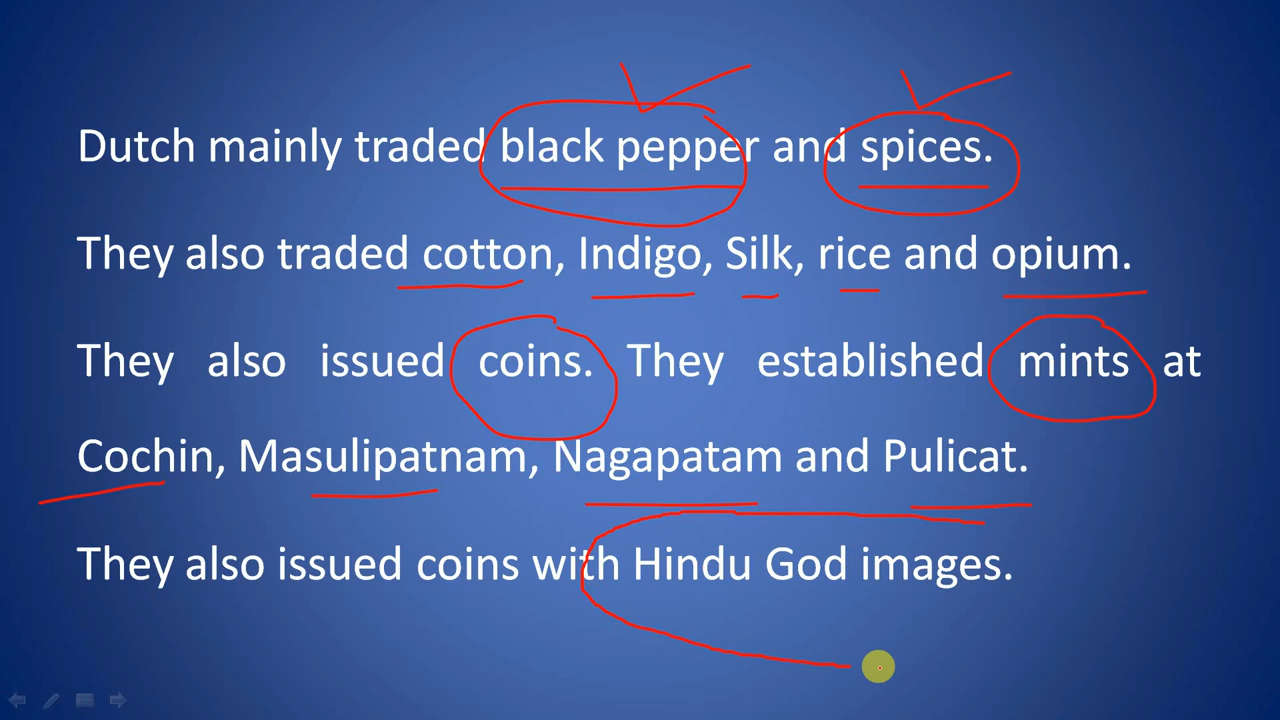 Dutch mainly traded black pepper and spices.
They also traded cotton, Indigo, Silk, rice and opium.
They also issued coins. They established mints at
Cochin, Masulipatnam, Nagapatam and Pulicat.
They also issued coins with Hindu God images.